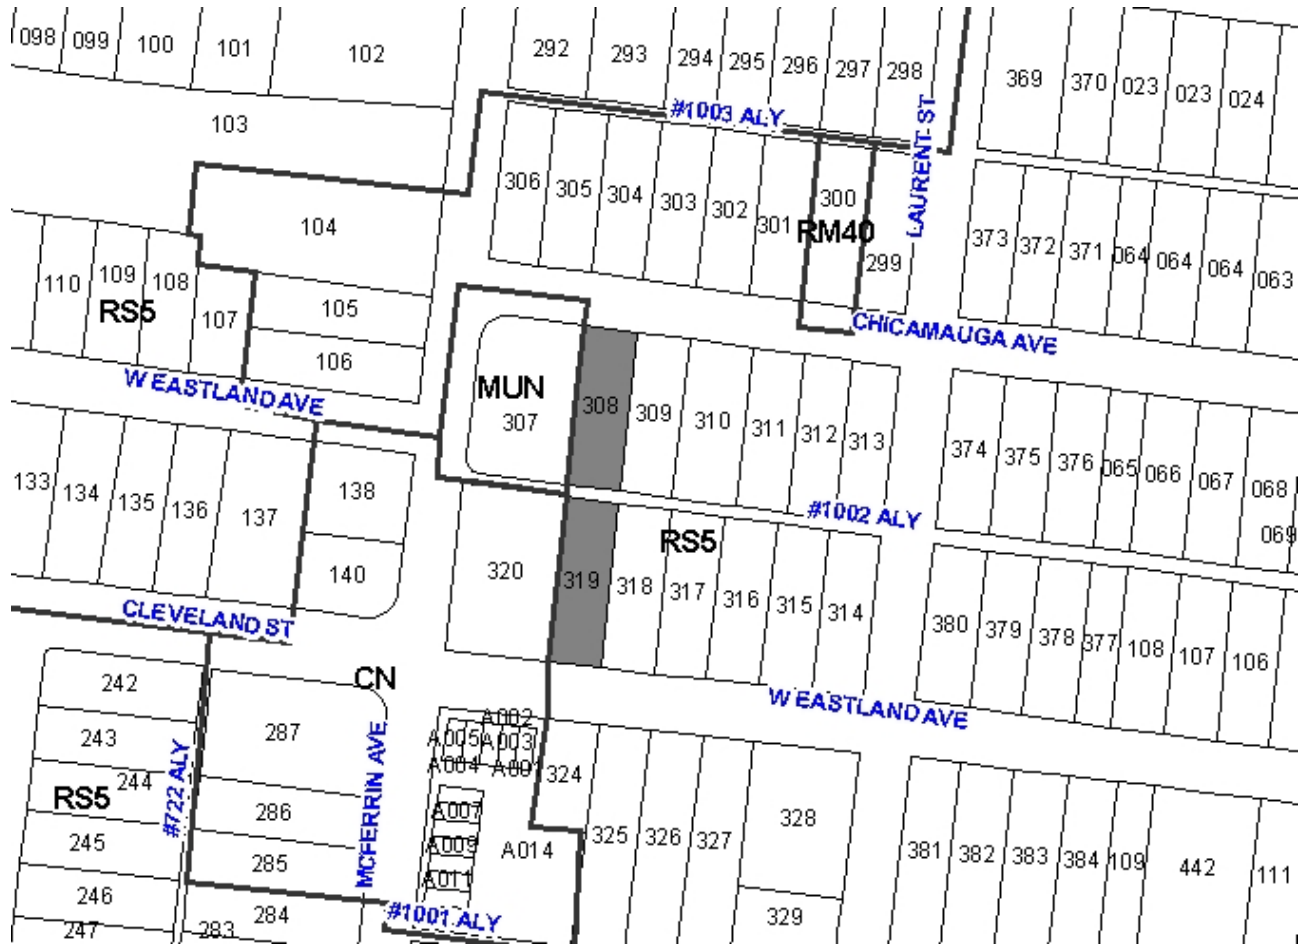 098 099 100 101 102 292 293 294 295 296 297 298 369 370 023 023 024
#1003 ALY
LAURENT ST
103
306 305 304 303 302 301 300 299 373 372 371 064 064 064 063
RM40
104
110 109 108 107 105
RS5
106
CHICAMAUGA AVE
W EASTLAND AVE
MUN
307 308 309 310 311 312 313 374 375 376 065 066 067 068
069
133 134 135 136 137 138
#1002 ALY
RS5
140 320 319 318 317 316 315 314 380 379 378 377 108 107 106
CLEVELAND ST
CN
W EASTLAND AVE
242
243
244
RS5
245
246
247
#722 ALY
287
286
285
284
283
MCFERRIN AVE
A002
A005 A003
A004
A007
A011
A014
#1001 ALY
324
325 326 327 328
329
381 382 383 384 109 442 111